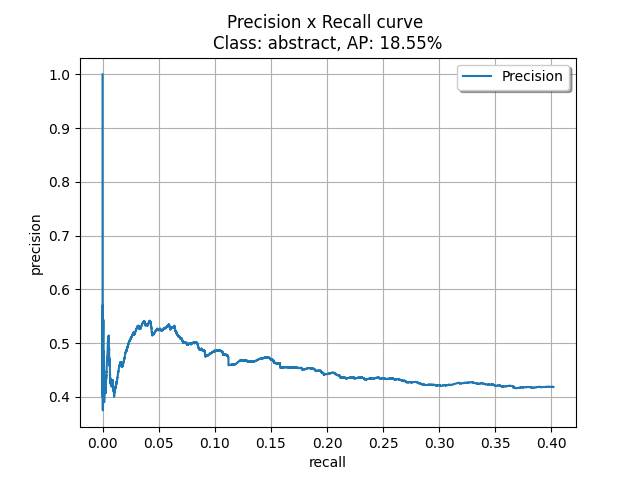 Precision x Recall curve
Class: abstract, AP: 18.55%
Precision
1.0
0.9
0.8
0.7
0.6
0.5
0.4
precision
0.00 0.05 0.10 0.15 0.20 0.25 0.30 0.35 0.40
recall